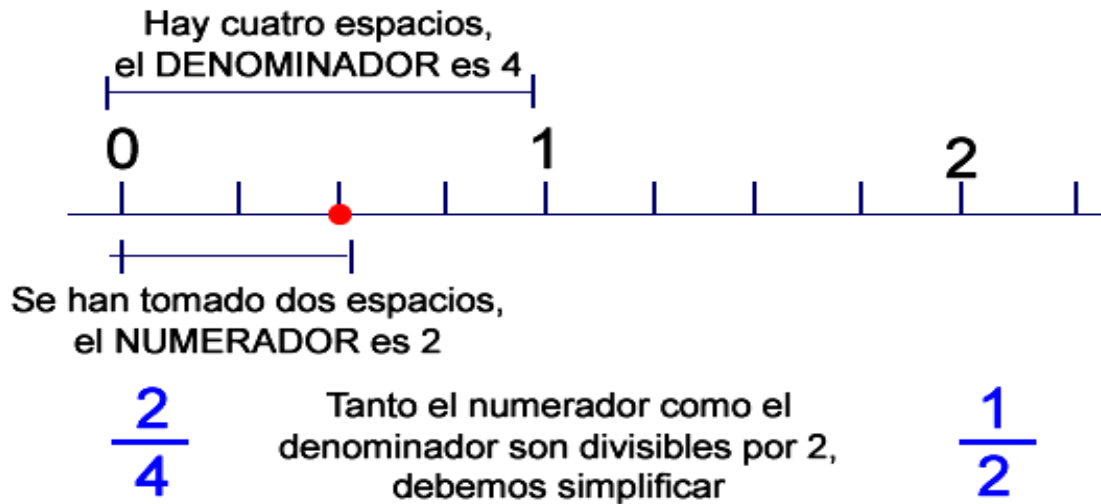 Hay cuatro espacios,
el DENOMINADOR es 4
0 1 2
Se han tomado dos espacios,
el NUMERADOR es 2
2
4
Tanto el numerador como el
denominador son divisibles por 2,
debemos simplificar
1
2